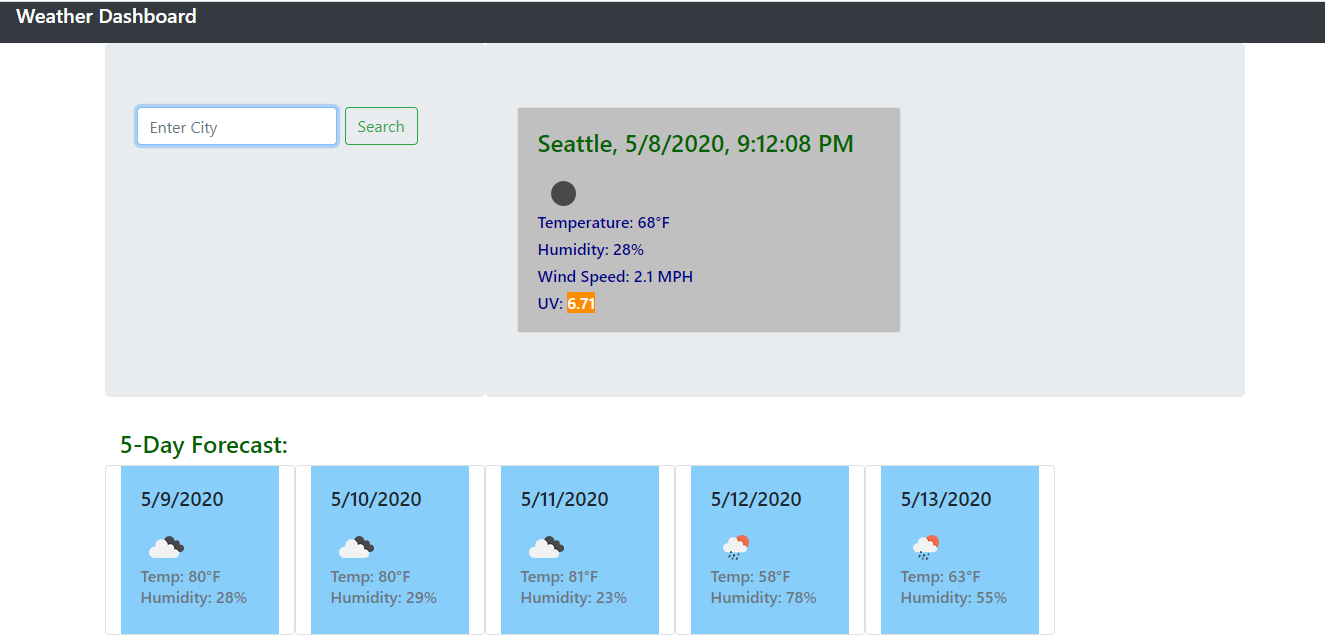 Weather Dashboard
Enter City
Search
Seattle, 5/8/2020, 9:12:08 PM
Temperature: 68°F
Humidity: 28%
Wind Speed: 2.1 MPH
UV: 6.71
5-Day Forecast:
5/9/2020
Temp: 80°F
Humidity: 28%
5/10/2020
Temp: 80°F
Humidity: 29%
5/11/2020
Temp: 81°F
Humidity: 23%
5/12/2020
Temp: 58°F
Humidity: 78%
5/13/2020
Temp: 63°F
Humidity: 55%